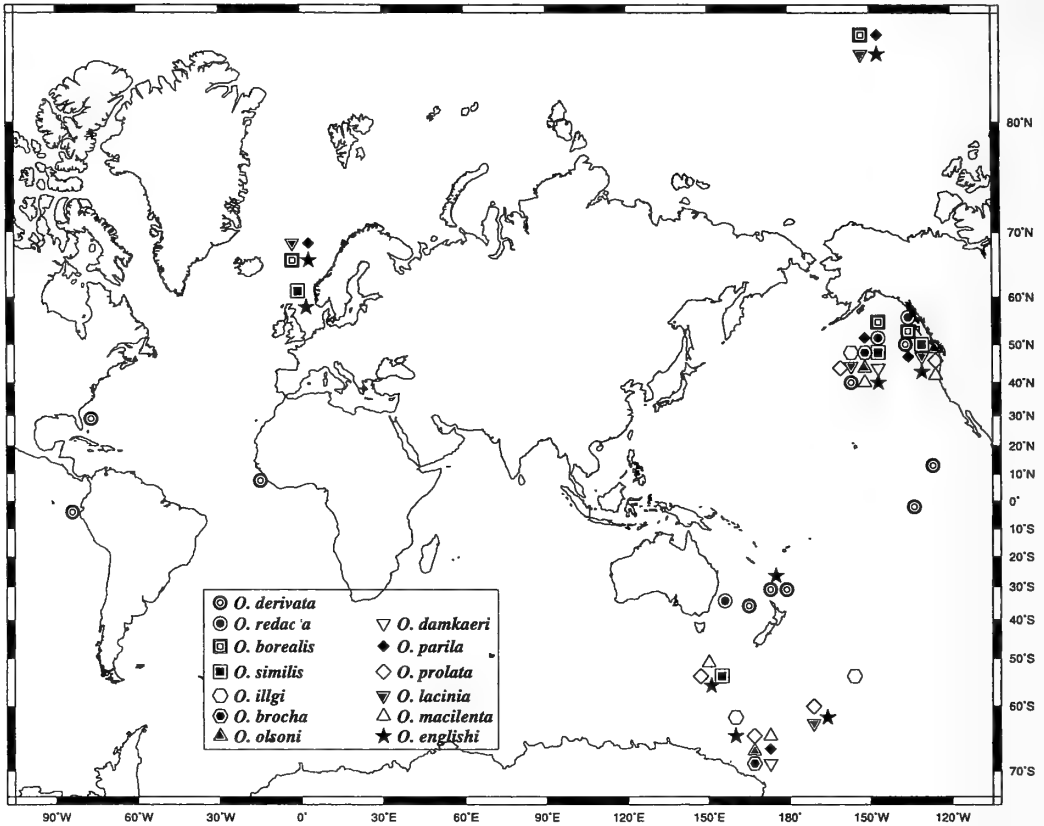 80°N
70°N
60°N
50°N
40°N
30°N
20°N
10°N
0°
10°S
20°S
30°S
40°S
50°S
60°S
70°S
O. derivata
O. redac a O. damkaeri
O. borealis O. parila
O. similis O. prolata
O. illgi O. lacinia
O. brocha O. macilenta
O. olsoni O. englishi
90°W 60°W 30°W 0° 30°E 60°E 90°E 120°E 150°E 180° 150°W 120°W